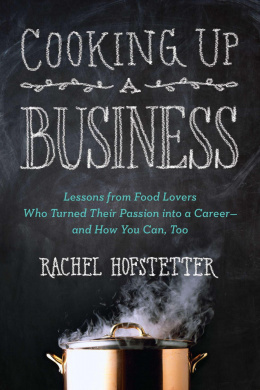 COOKING UP
A
BUSINESS
Lessons from Food Lovers
Who Turned Their Passion into a Career—
and How You Can, Too
RACHEL HOFSTETTER